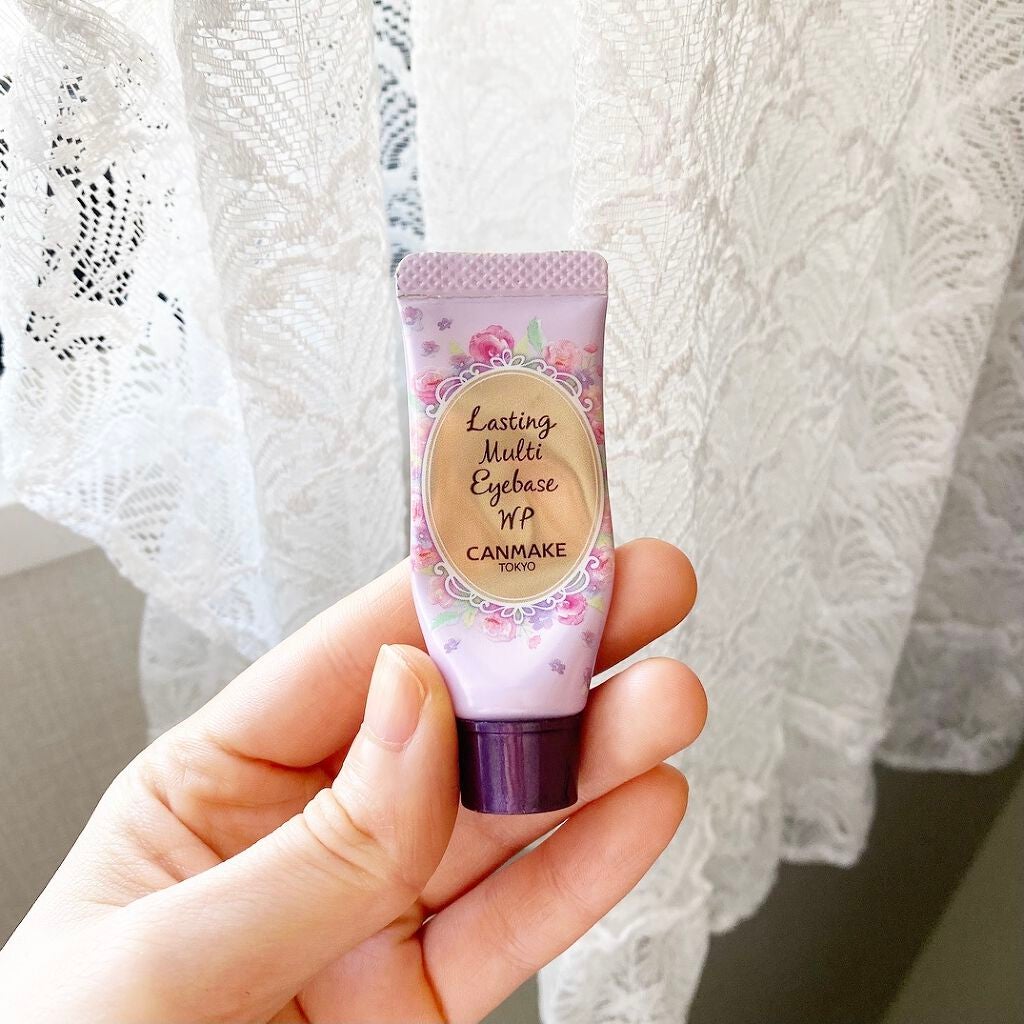 Lasting
Multi
Eyebase
WP
CANMAKE
TOKYO